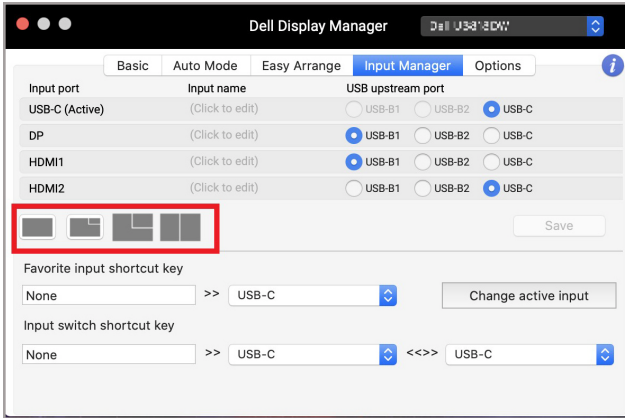 Dell Display Manager
Basic Auto Mode Easy Arrange Input Manager Options i
Input port Input name USB upstream port
USB-C (Active) (Click to edit) USB-B1 USB-B2 USB-C
DP (Click to edit) USB-B1 USB-B2 USB-C
HDMI1 (Click to edit) USB-B1 USB-B2 USB-C
HDMI2 (Click to edit) USB-B1 USB-B2 USB-C
Save
Favorite input shortcut key
None >> USB-C Change active input
Input switch shortcut key
None >> USB-C <<>> USB-C